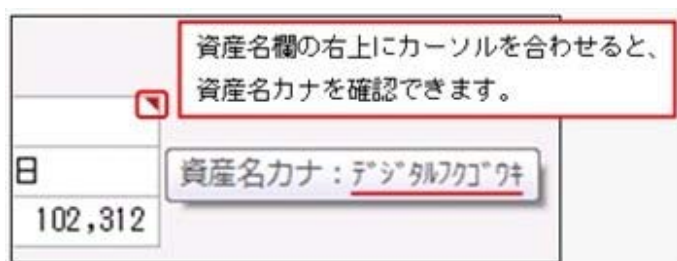 資産名欄の右上にカーソルを合わせると、
資産名カナを確認できます。
日
資産名カナ:ﾃﾞｼﾞﾀﾙﾌｸｺﾞｳｷ
102,312